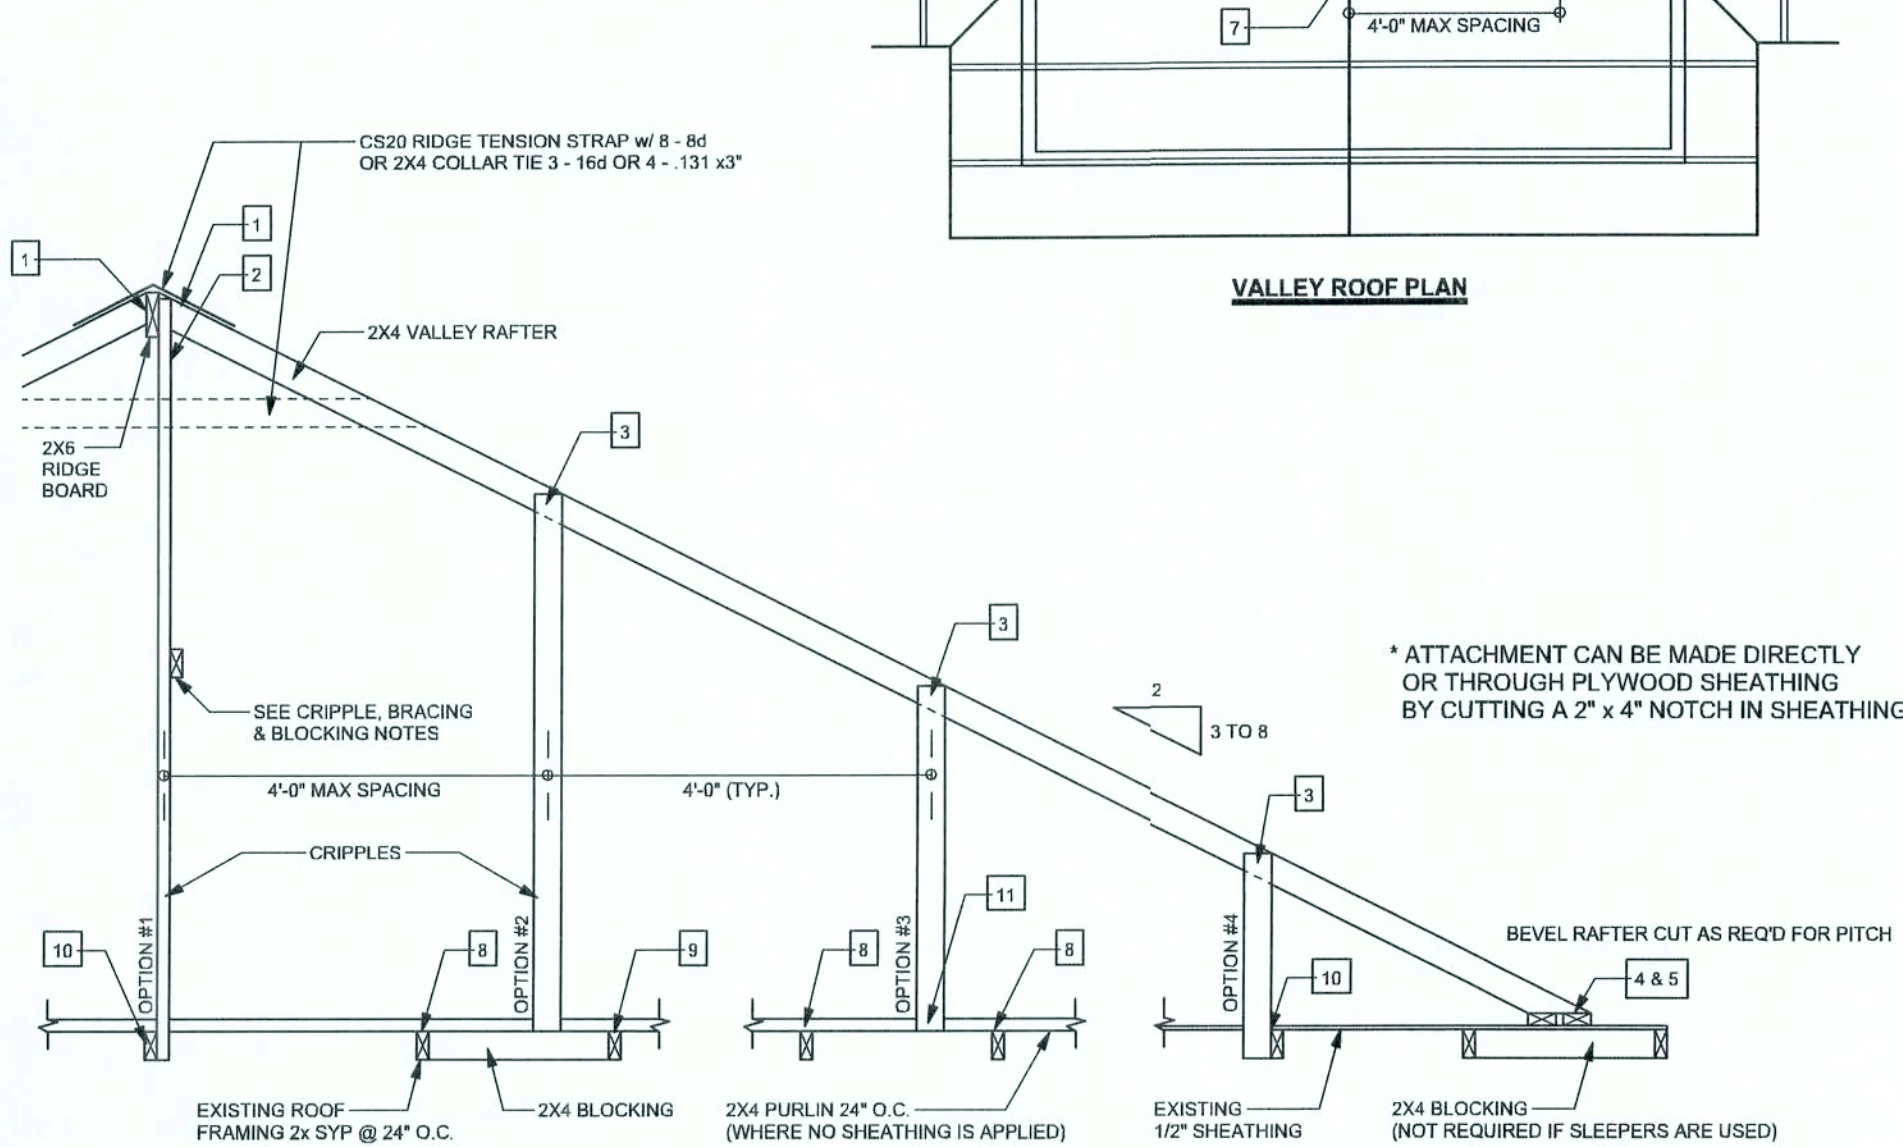 7
4'-0" MAX SPACING
VALLEY ROOF PLAN
CS20 RIDGE TENSION STRAP w/ 8 - 8d
OR 2X4 COLLAR TIE 3 - 16d OR 4 - .131 x3"
1
1
2
2X4 VALLEY RAFTER
2X6
RIDGE
BOARD
3
3
* ATTACHMENT CAN BE MADE DIRECTLY
OR THROUGH PLYWOOD SHEATHING
BY CUTTING A 2" x 4" NOTCH IN SHEATHING
2
3 TO 8
SEE CRIPPLE, BRACING
& BLOCKING NOTES
4'-0" MAX SPACING
4'-0" (TYP.)
3
CRIPPLES
11
OPTION #1
OPTION #2
OPTION #3
OPTION #4
BEVEL RAFTER CUT AS REQ'D FOR PITCH
10
8
9
8
8
10
4 & 5
EXISTING ROOF
FRAMING 2x SYP @ 24" O.C.
2X4 BLOCKING
2X4 PURLIN 24" O.C.
(WHERE NO SHEATHING IS APPLIED)
EXISTING
1/2" SHEATHING
2X4 BLOCKING
(NOT REQUIRED IF SLEEPERS ARE USED)